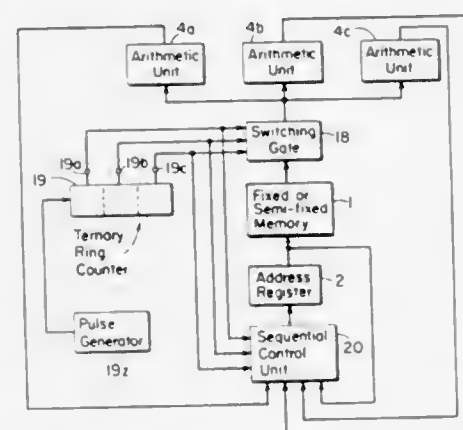 4a
4b
4c
Arithmetic
Unit
Arithmetic
Unit
Arithmetic
Unit
Switching
Gate
18
19a
19b
19c
19
Fixed or
Semi-fixed
Memory
1
Ternary
Ring
Counter
Address
Register
2
Pulse
Generator
19z
Sequential
Control
Unit
20